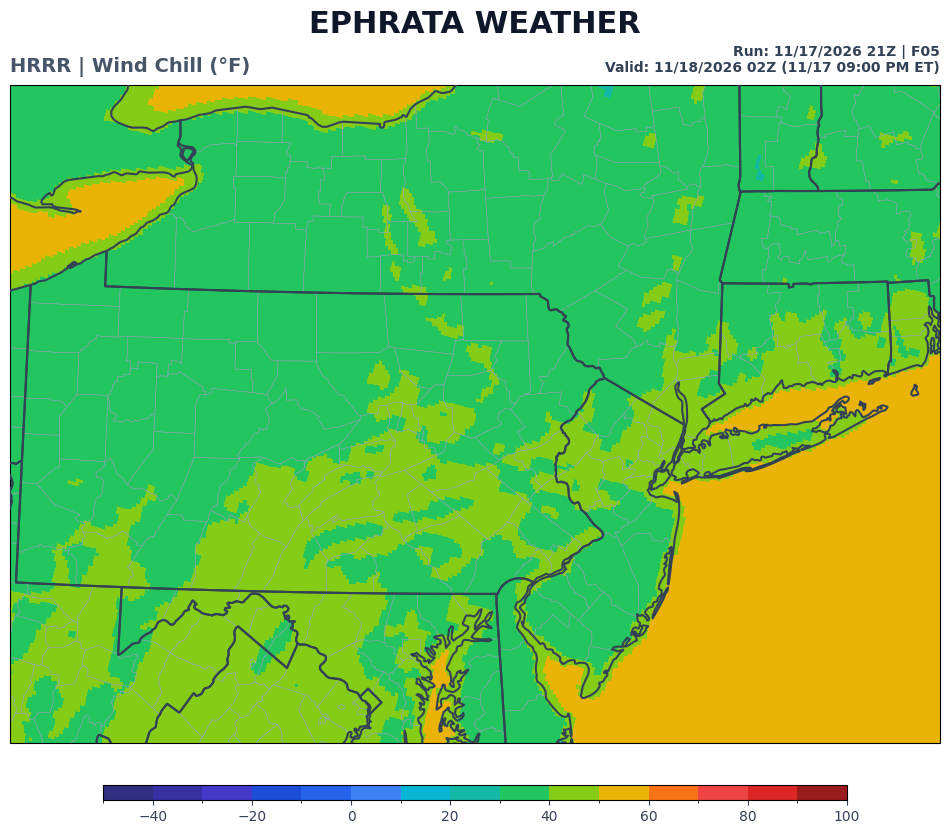 EPHRATA WEATHER
HRRR | Wind Chill (°F)
Run: 11/17/2026 21Z | F05
Valid: 11/18/2026 02Z (11/17 09:00 PM ET)
−40 −20 0 20 40 60 80 100